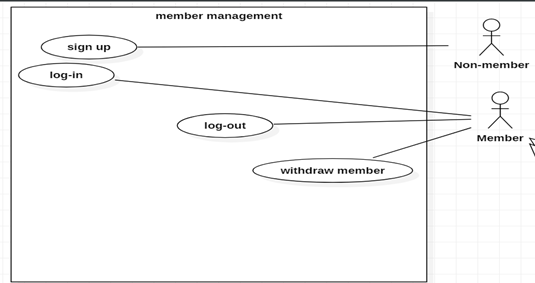 member management
sign up
Non-member
log-in
log-out
Member
withdraw member